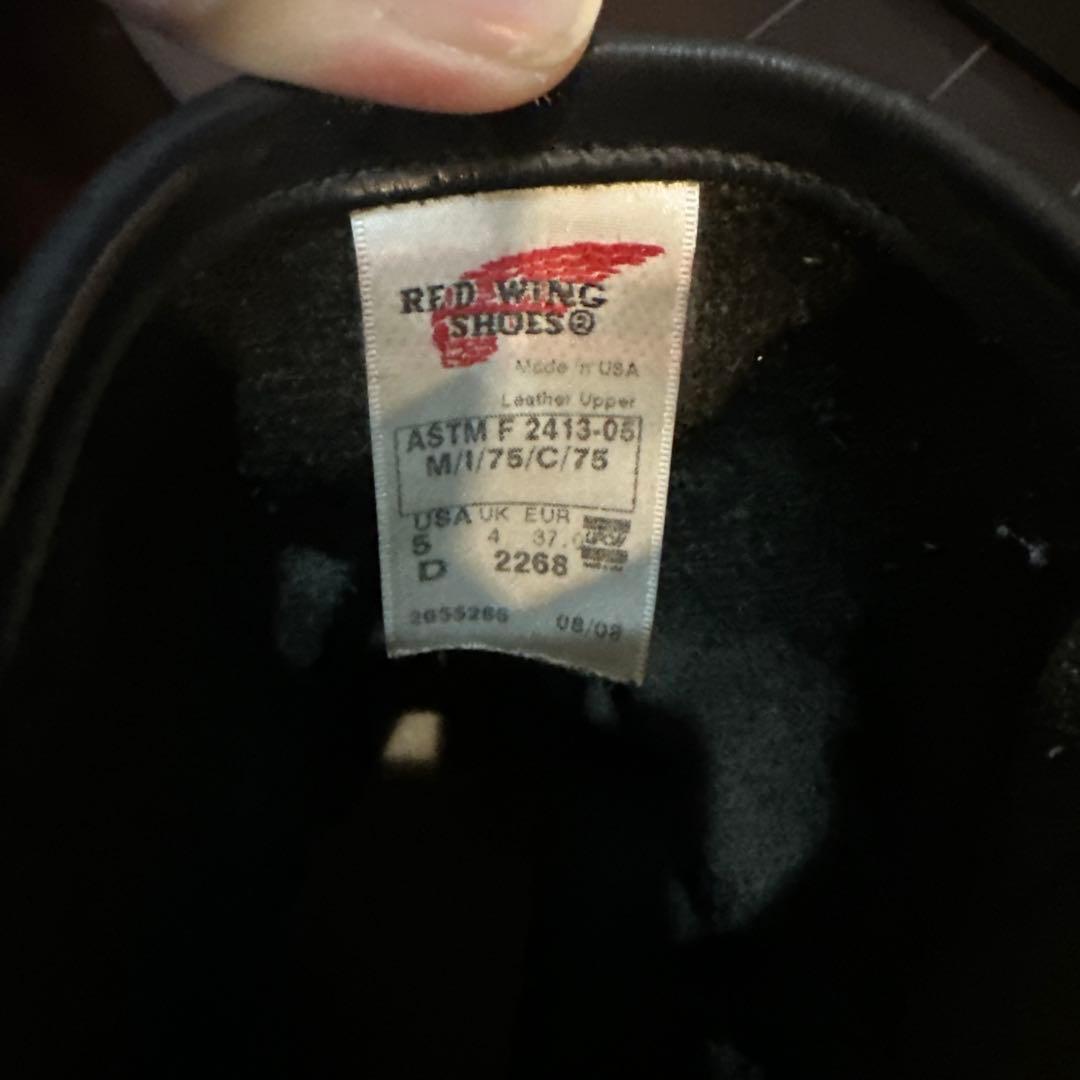 RED WING
SHOES®
Made in USA
Leather Upper
ASTM F 2413-05
M/I/75/C/75
USA UK EUR
5 4 37.
D 2268
08/08